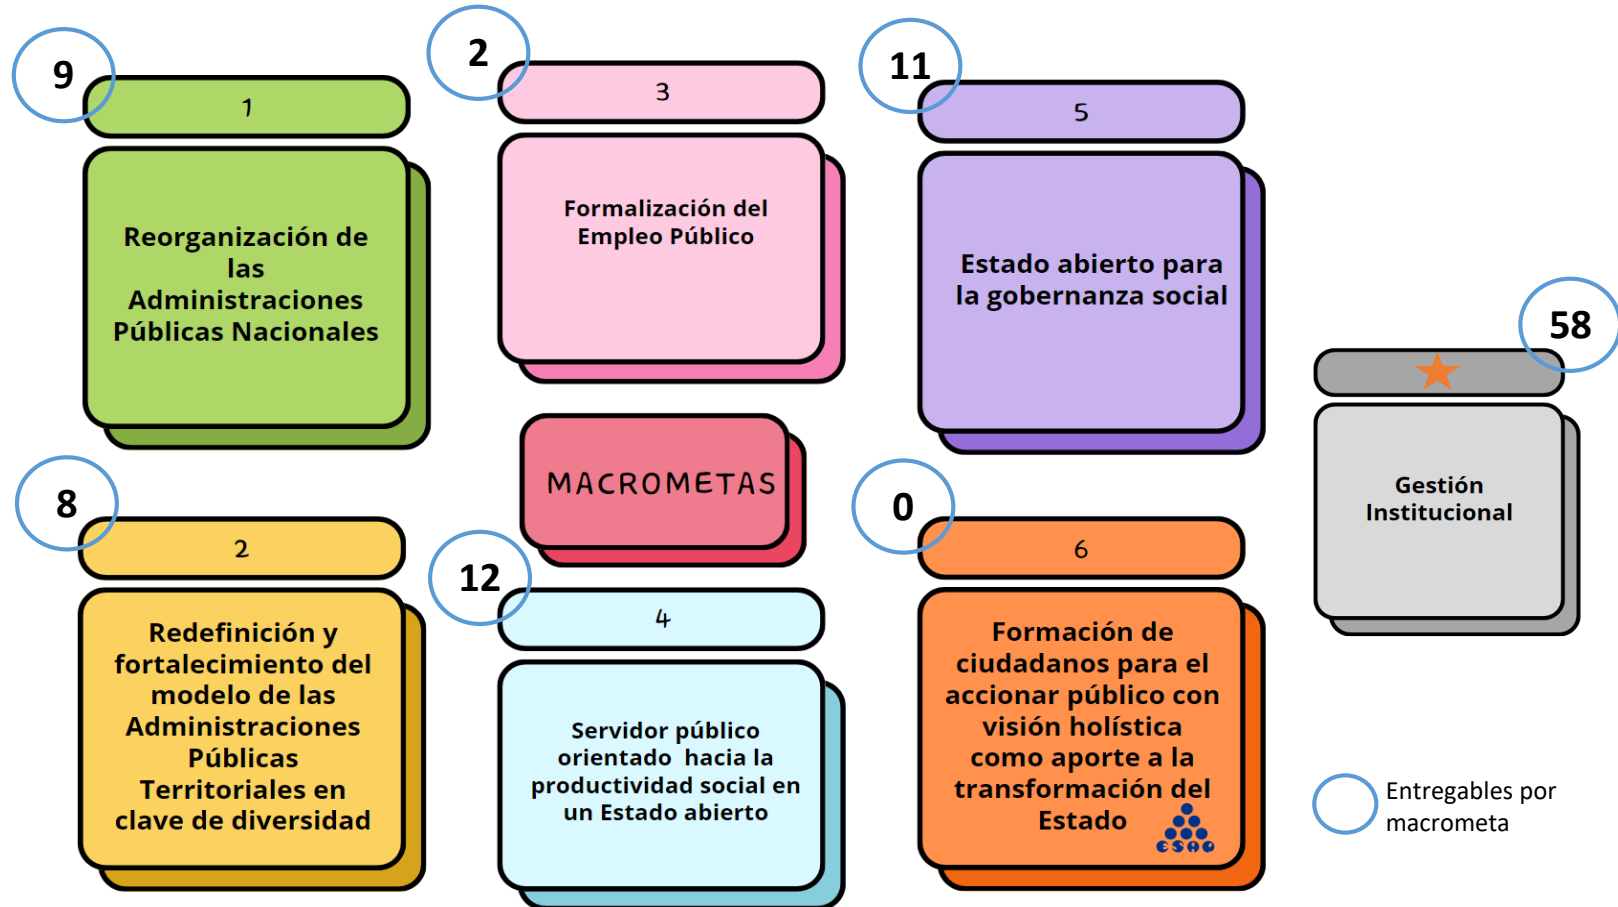 9
1
Reorganización de
las
Administraciones
Públicas Nacionales
8
2
Redefinición y
fortalecimiento del
modelo de las
Administraciones
Públicas
Territoriales en
clave de diversidad
2
3
Formalización del
Empleo Público
MACROMETAS
12
4
Servidor público
orientado hacia la
productividad social en
un Estado abierto
11
5
Estado abierto para
la gobernanza social
0
6
Formación de
ciudadanos para el
accionar público con
visión holística
como aporte a la
transformación del
Estado
esap
58
Gestión
Institucional
Entregables por
macrometa